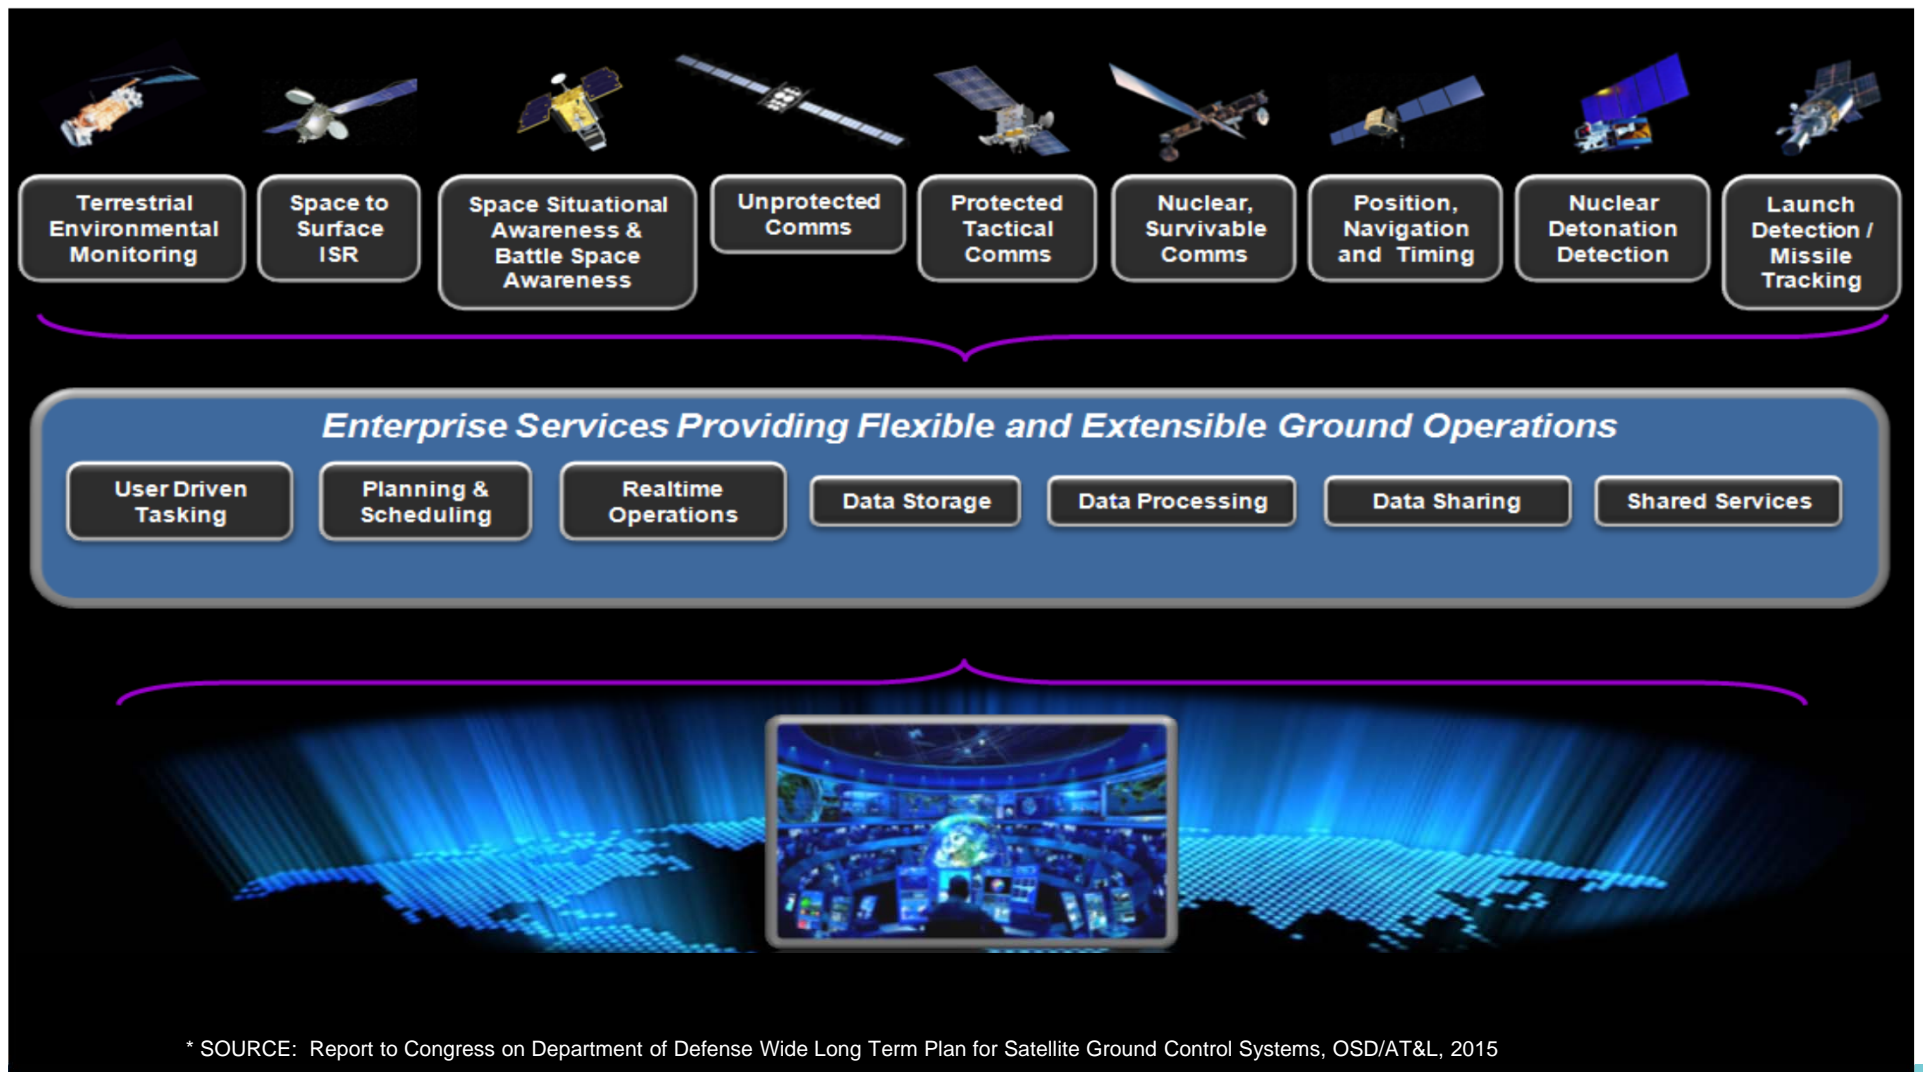 Terrestrial
Environmental
Monitoring
Space to
Surface
ISR
Space Situational
Awareness &
Battle Space
Awareness
Unprotected
Comms
Protected
Tactical
Comms
Nuclear,
Survivable
Comms
Position,
Navigation
and Timing
Nuclear
Detonation
Detection
Launch
Detection /
Missile
Tracking
Enterprise Services Providing Flexible and Extensible Ground Operations
User Driven
Tasking
Planning &
Scheduling
Realtime
Operations
Data Storage
Data Processing
Data Sharing
Shared Services
* SOURCE: Report to Congress on Department of Defense Wide Long Term Plan for Satellite Ground Control Systems, OSD/AT&L, 2015